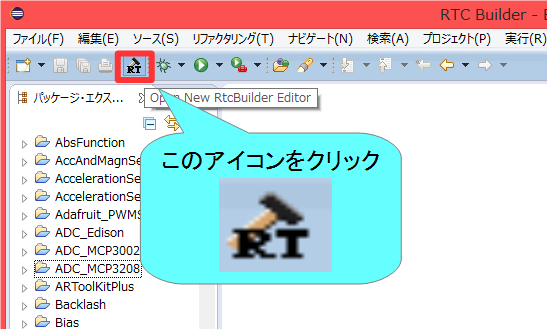 RTC Builder - E
ファイル(F) 編集(E) ソース(S) リファクタリング(T) ナビゲート(N) 検索(A) プロジェクト(P) 実行(R)
RT
パッケージ・エクス...
Open New RtcBuilder Editor
このアイコンをクリック
RT
AbsFunction
AccAndMagnSe
AccelerationSe
AccelerationSe
Adafruit_PWMS
ADC_Edison
ADC_MCP3002
ADC_MCP3208
ARToolKitPlus
Backlash
Bias